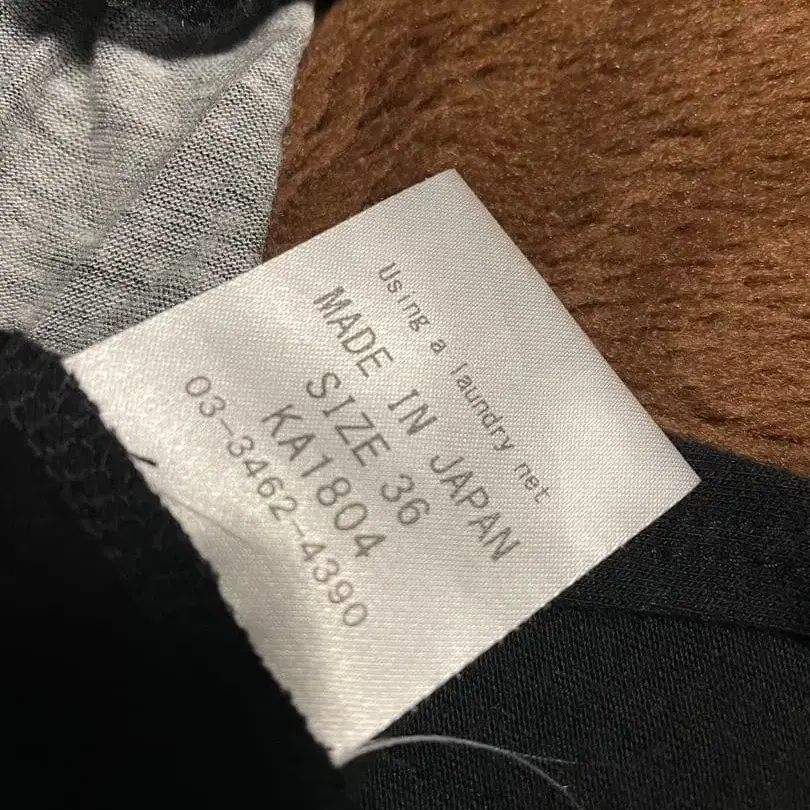 Using a laundry net
MADE IN JAPAN
SIZE 36
KA1804
03-3462-4390